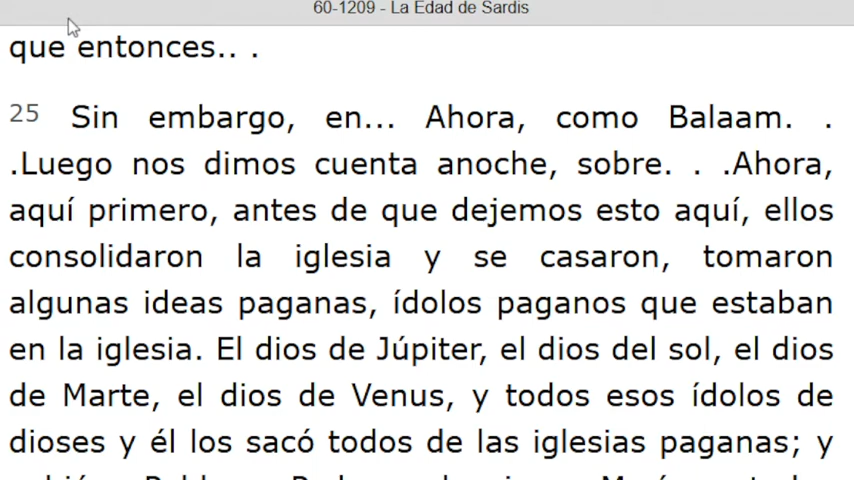 60-1209 - La Edad de Sardis
que entonces.. .
25 Sin embargo, en... Ahora, como Balaam. .
.Luego nos dimos cuenta anoche, sobre. . .Ahora,
aquí primero, antes de que dejemos esto aquí, ellos
consolidaron la iglesia y se casaron, tomaron
algunas ideas paganas, ídolos paganos que estaban
en la iglesia. El dios de Júpiter, el dios del sol, el dios
de Marte, el dios de Venus, y todos esos ídolos de
dioses y él los sacó todos de las iglesias paganas; y